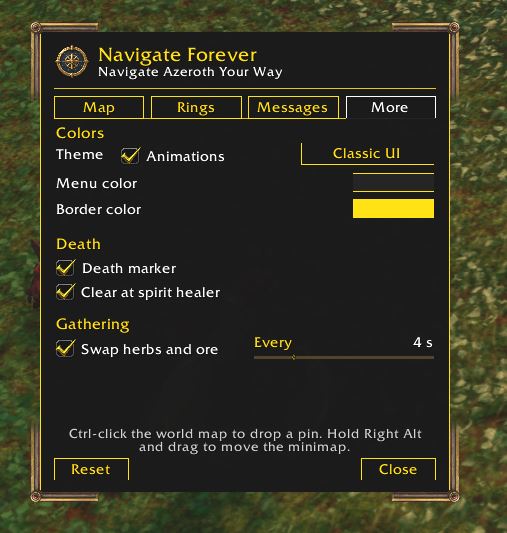 Navigate Forever
Navigate Azeroth Your Way
Map Rings Messages More
Colors
Theme Animations Classic UI
Menu color
Border color
Death
Death marker
Clear at spirit healer
Gathering
Swap herbs and ore Every 4 s
Ctrl-click the world map to drop a pin. Hold Right Alt
and drag to move the minimap.
Reset Close